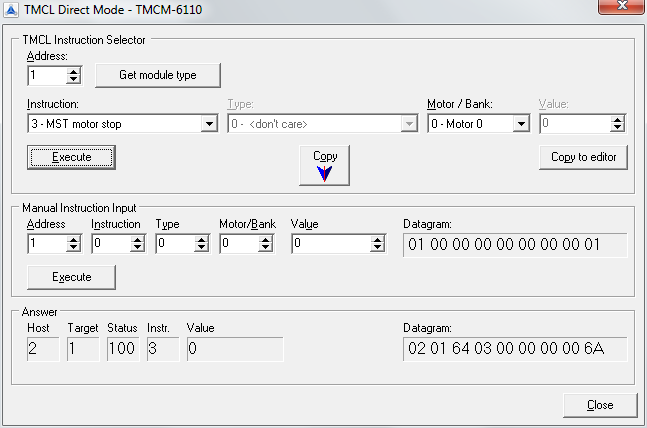 TMCL Direct Mode - TMCM-6110
TMCL Instruction Selector
Address:
1
Get module type
Instruction: Type: Motor / Bank: Value:
3 - MST motor stop 0 - <don't care> 0 - Motor 0 0
Execute Copy Copy to editor
Manual Instruction Input
Address Instruction Type Motor/Bank Value Datagram:
1 0 0 0 0 01 00 00 00 00 00 00 00 01
Execute
Answer
Host Target Status Instr. Value Datagram:
2 1 100 3 0 02 01 64 03 00 00 00 00 6A
Close